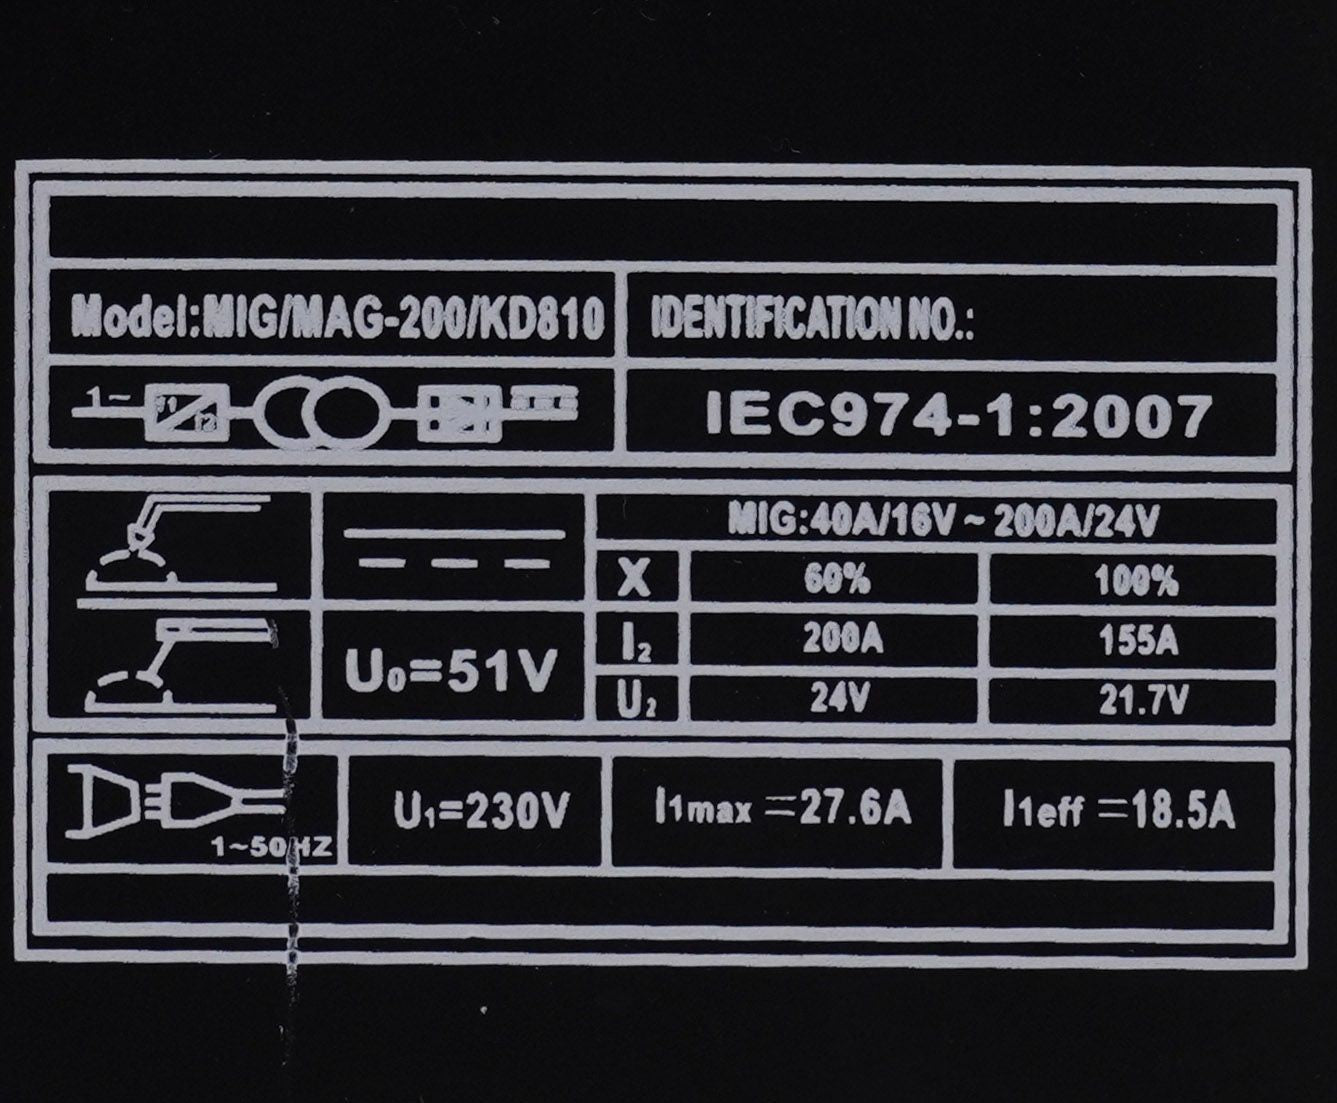 Model:MIG/MAG-200/KD810
IDENTIFICATION NO.:
1~
IEC974-1:2007
MIG:40A/16V ~ 200A/24V
X 60% 100%
I₂ 200A 155A
U₀=51V
U₂ 24V 21.7V
1~50HZ
U₁=230V
I1max =27.6A
I1eff =18.5A